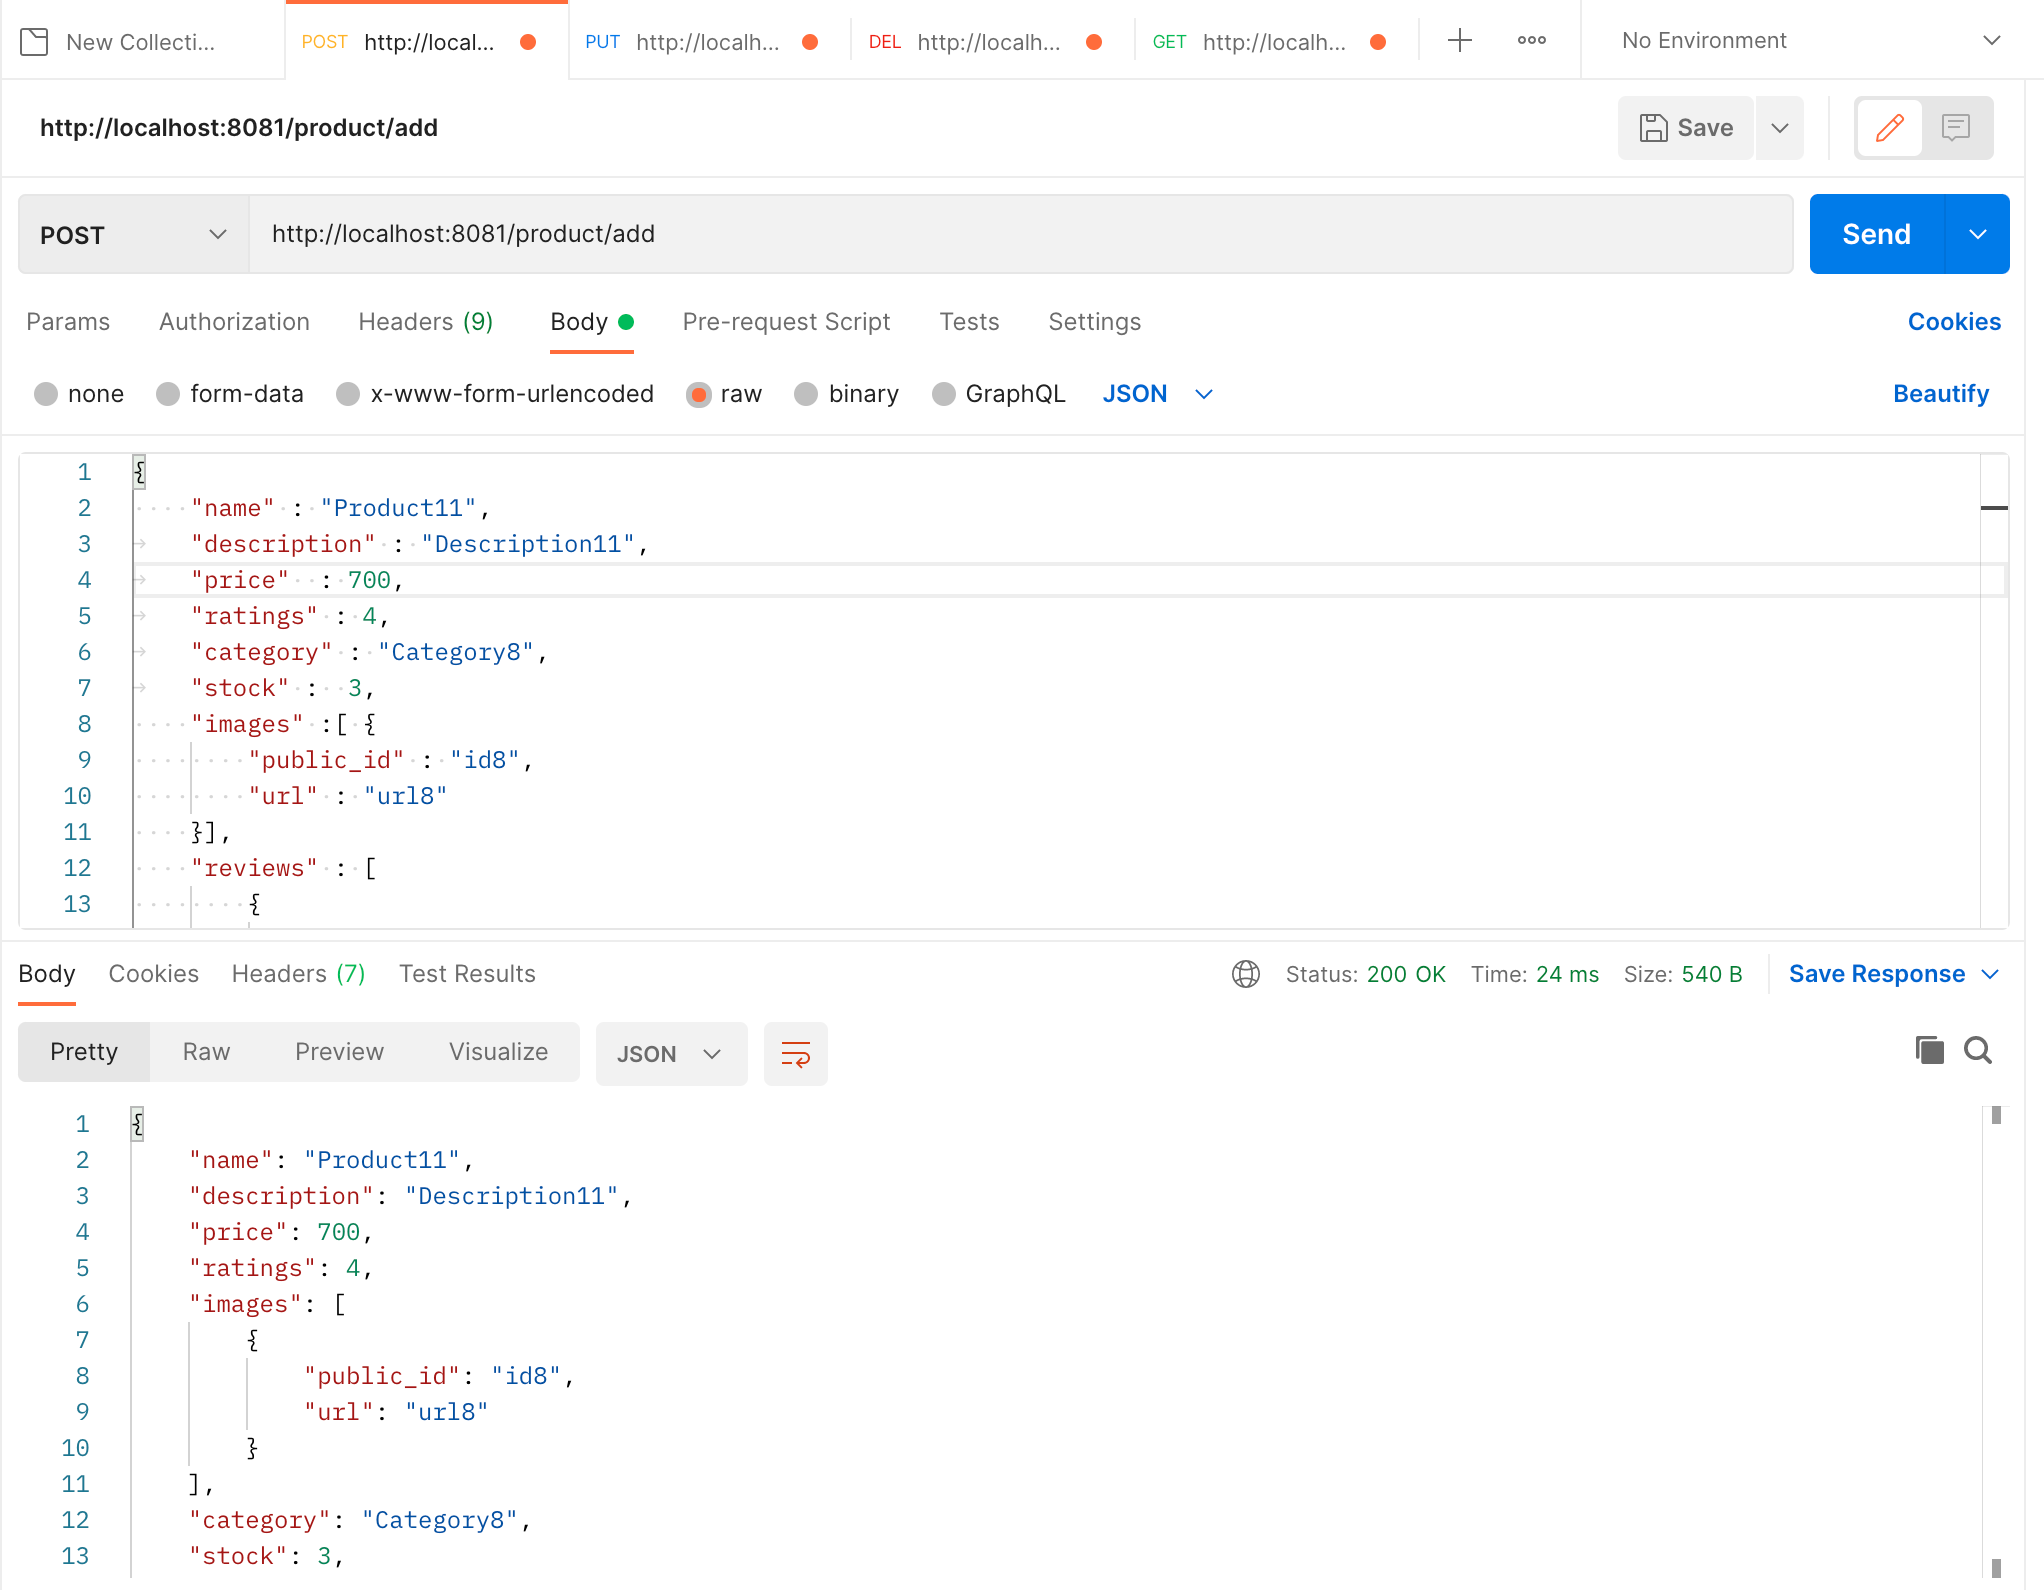 New Collecti... POST http://local... PUT http://localh... DEL http://localh... GET http://localh... No Environment
http://localhost:8081/product/add Save
POST http://localhost:8081/product/add Send
Params Authorization Headers (9) Body Pre-request Script Tests Settings Cookies
none form-data x-www-form-urlencoded raw binary GraphQL JSON Beautify
1 {
2 "name" : "Product11",
3 "description" : "Description11",
4 "price" : 700,
5 "ratings" : 4,
6 "category" : "Category8",
7 "stock" : 3,
8 "images" :[ {
9 "public_id" : "id8",
10 "url" : "url8"
11 }],
12 "reviews" : [
13 {
Body Cookies Headers (7) Test Results Status: 200 OK Time: 24 ms Size: 540 B Save Response
Pretty Raw Preview Visualize JSON
1 {
2 "name": "Product11",
3 "description": "Description11",
4 "price": 700,
5 "ratings": 4,
6 "images": [
7 {
8 "public_id": "id8",
9 "url": "url8"
10 }
11 ],
12 "category": "Category8",
13 "stock": 3,